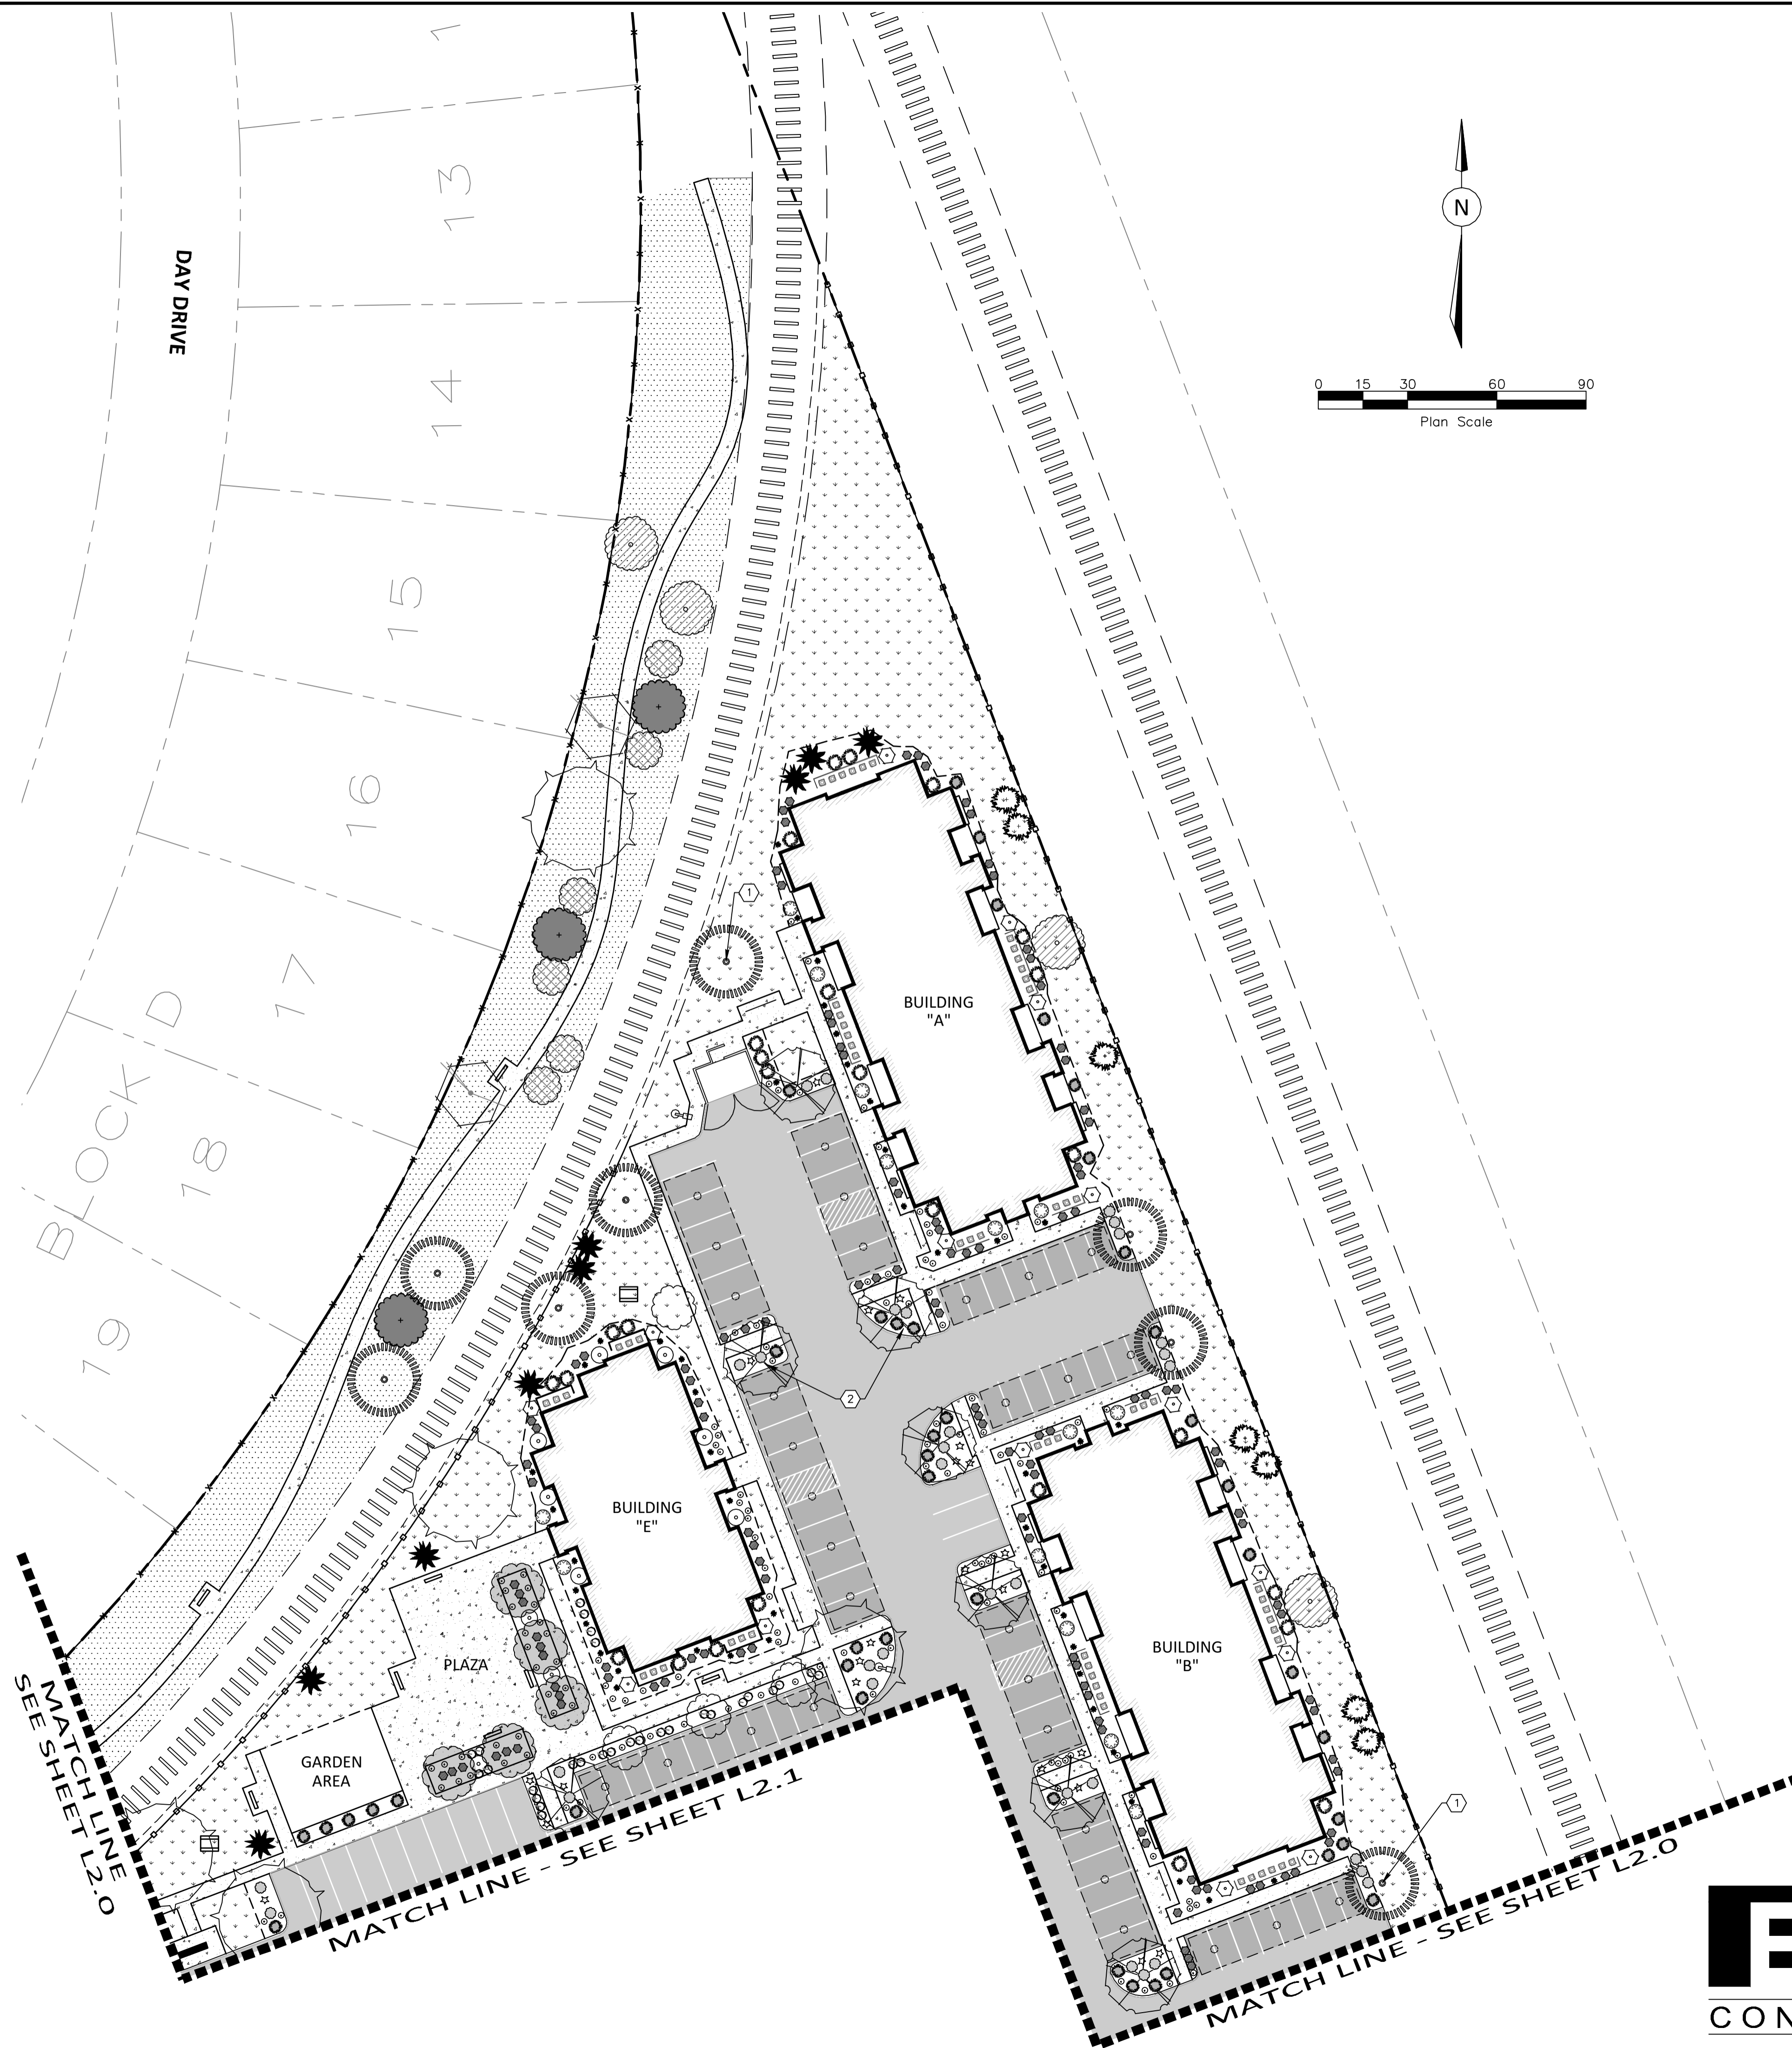 1
13
N
DAY DRIVE
0 15 30 60 90
14
Plan Scale
15
16
1
17
BUILDING
"A"
BLOCK D
18
19
2
BUILDING
"E"
BUILDING
"B"
PLAZA
GARDEN
AREA
MATCH LINE
SEE SHEET L2.0
MATCH LINE - SEE SHEET L2.1
1
MATCH LINE - SEE SHEET L2.0